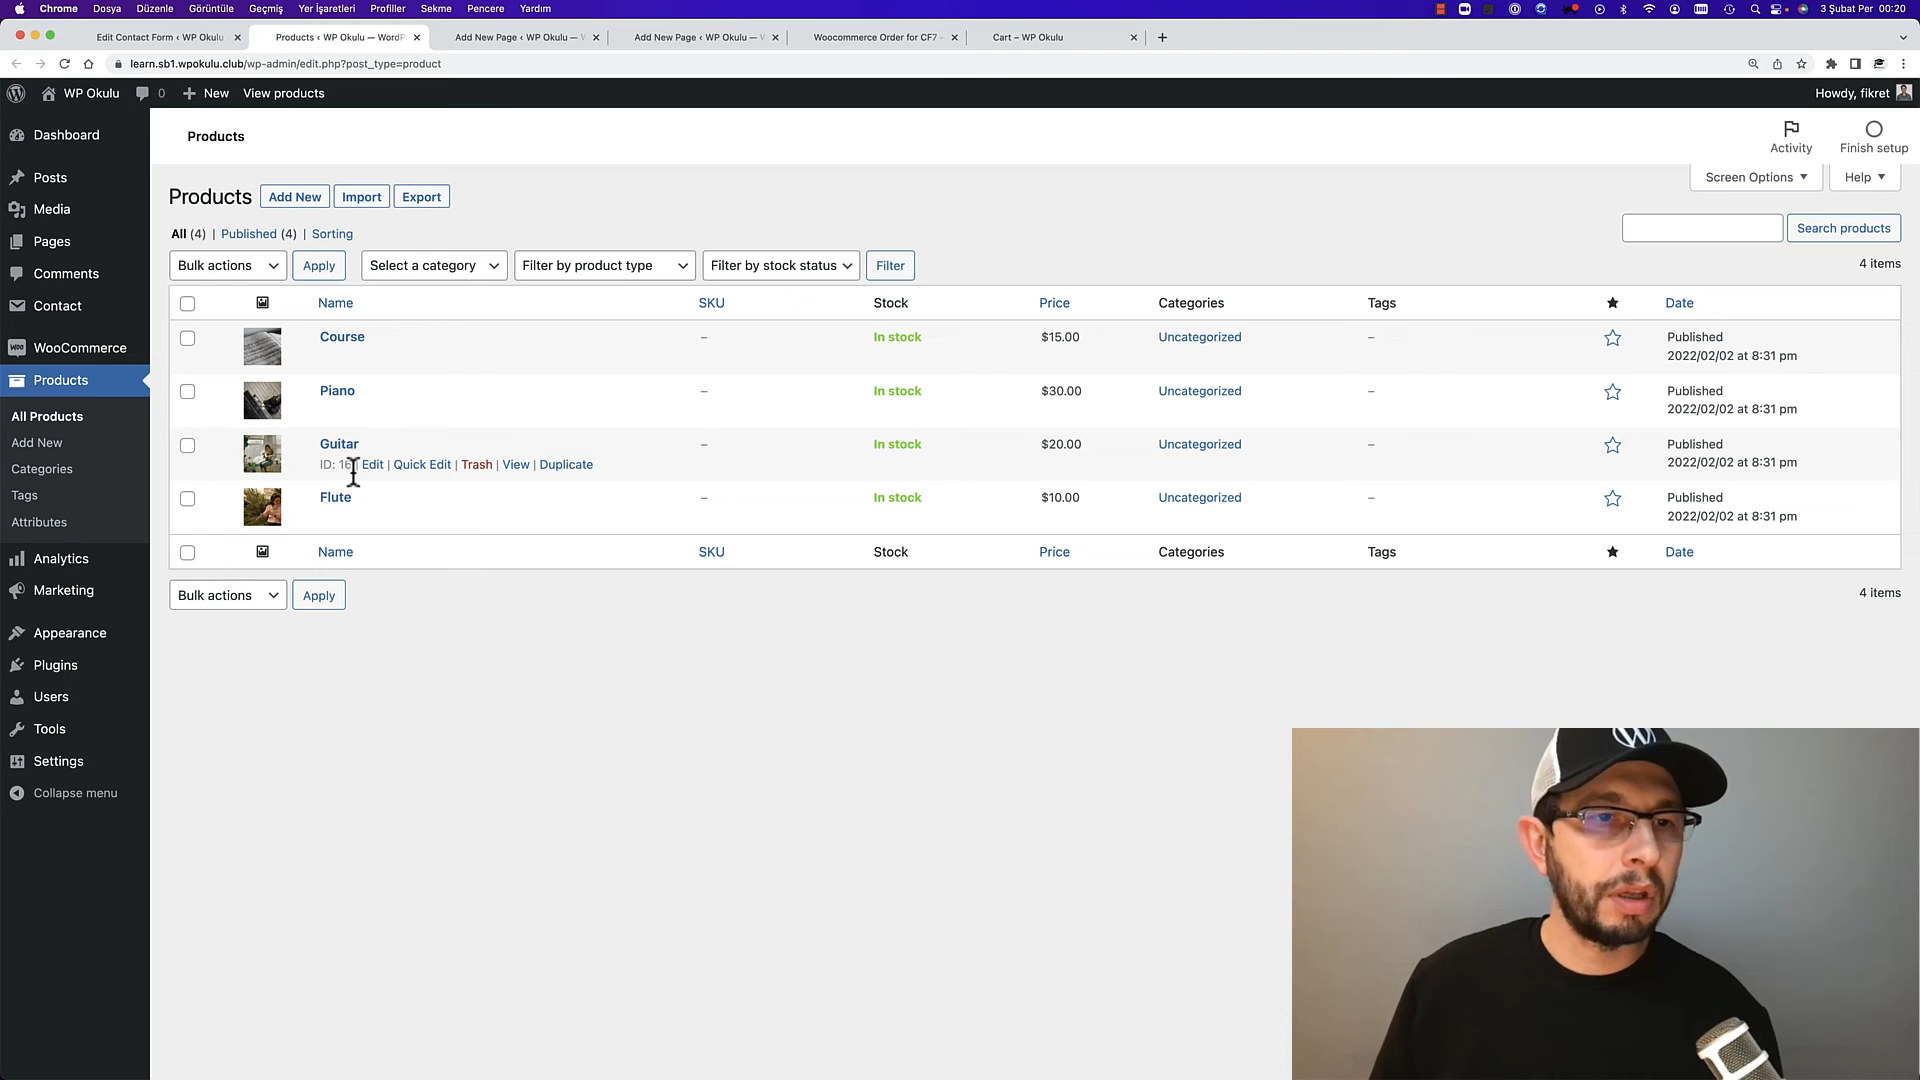 Chrome Dosya Düzenle Görüntüle Geçmiş Yer İşaretleri Profiller Sekme Pencere Yardım 3 Şubat Per 00:20
Edit Contact Form ‹ WP Okulu Products ‹ WP Okulu — WordP Add New Page ‹ WP Okulu — Add New Page ‹ WP Okulu — Woocommerce Order for CF7 - Cart – WP Okulu
learn.sb1.wpokulu.club/wp-admin/edit.php?post_type=product
WP Okulu 0 New View products Howdy, fikret
Dashboard
Posts
Media
Pages
Comments
Contact
Woo WooCommerce
Products
All Products
Add New
Categories
Tags
Attributes
Analytics
Marketing
Appearance
Plugins
Users
Tools
Settings
Collapse menu
Products
Activity Finish setup
Screen Options Help
Products Add New Import Export
All (4) | Published (4) | Sorting
Search products
Bulk actions Apply Select a category Filter by product type Filter by stock status Filter
4 items
Name SKU Stock Price Categories Tags Date
Course – In stock $15.00 Uncategorized – Published
2022/02/02 at 8:31 pm
Piano – In stock $30.00 Uncategorized – Published
2022/02/02 at 8:31 pm
Guitar – In stock $20.00 Uncategorized – Published
ID: Edit | Quick Edit | Trash | View | Duplicate 2022/02/02 at 8:31 pm
Flute – In stock $10.00 Uncategorized – Published
2022/02/02 at 8:31 pm
Name SKU Stock Price Categories Tags Date
Bulk actions Apply
4 items